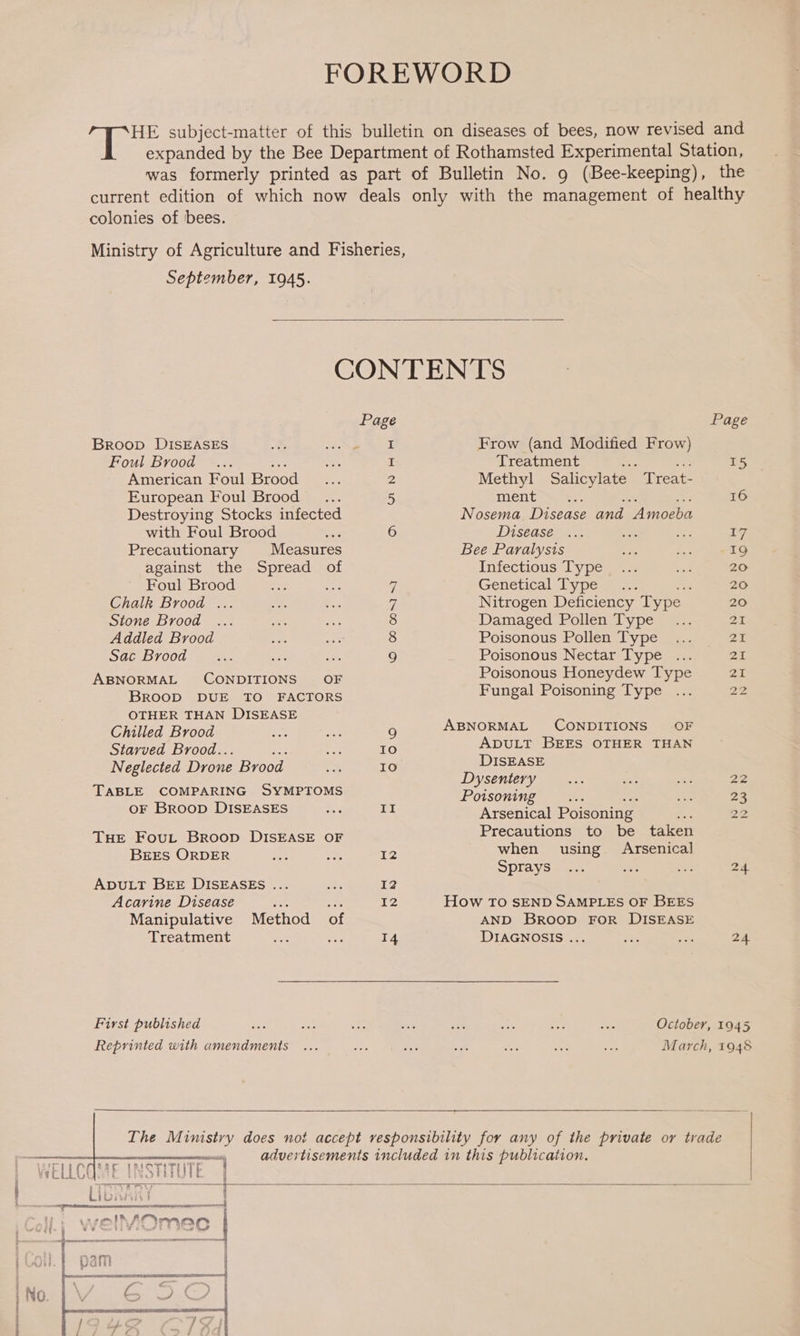 FOREWORD
THE subject-matter of this bulletin on diseases of bees, now revised and
expanded by the Bee Department of Rothamsted Experimental Station,
was formerly printed as part of Bulletin No. 9 (Bee-keeping), the
current edition of which now deals only with the management of healthy
colonies of bees.
Ministry of Agriculture and Fisheries,
September, 1945.
CONTENTS
Page
BROOD DISEASES ... ... 1
Foul Brood ... ... ... 1
American Foul Brood ... 2
European Foul Brood ... 5
Destroying Stocks infected
with Foul Brood ... 6
Precautionary Measures
against the Spread of
Foul Brood ... ... 7
Chalk Brood ... ... ... 7
Stone Brood ... ... ... 8
Addled Brood ... ... 8
Sac Brood ... ... ... 9
ABNORMAL CONDITIONS OF
BROOD DUE TO FACTORS
OTHER THAN DISEASE
Chilled Brood ... ... 9
Starved Brood... ... ... 10
Neglected Drone Brood ... 10
TABLE COMPARING SYMPTOMS
OF BROOD DISEASES ... 11
THE FOUL BROOD DISEASE OF
BEES ORDER ... ... 12
ADULT BEE DISEASES ... ... 12
Acarine Disease ... ... 12
Manipulative Method of
Treatment ... ... 14
Page
Frow (and Modified Frow)
Treatment ... ... 15
Methyl Salicylate Treat-
ment ... ... ... 16
Nosema Disease and Amoeba
Disease ... ... ... 17
Bee Paralysis ... ... 19
Infectious Type ... ... 20
Genetical Type ... ... 20
Nitrogen Deficiency Type 20
Damaged Pollen Type ... 21
Poisonous Pollen Type ... 21
Poisonous Nectar Type ... 21
Poisonous Honeydew Type 21
Fungal Poisoning Type ... 22
ABNORMAL CONDITIONS OF
ADULT BEES OTHER THAN
DISEASE
Dysentery ... ... ... 22
Poisoning ... ... ... 23
Arsenical Poisoning ... 22
Precautions to be taken
when using Arsenical
Sprays ... ... ... 24
HOW TO SEND SAMPLES OF BEES
AND BROOD FOR DISEASE
DIAGNOSIS ... ... ... 24
First published ... ... ... ... ... ... ... ... October, 1945
Reprinted with amendments ... ... ... ... ... ... ... March, 1948
The Ministry does not accept responsibility for any of the private or trade
advertisements included in this publication.
WELLCOME INSTITUTE
LIBRARY
Coll. welMOmec
Coll. pam
No. V 650
1948 G78d